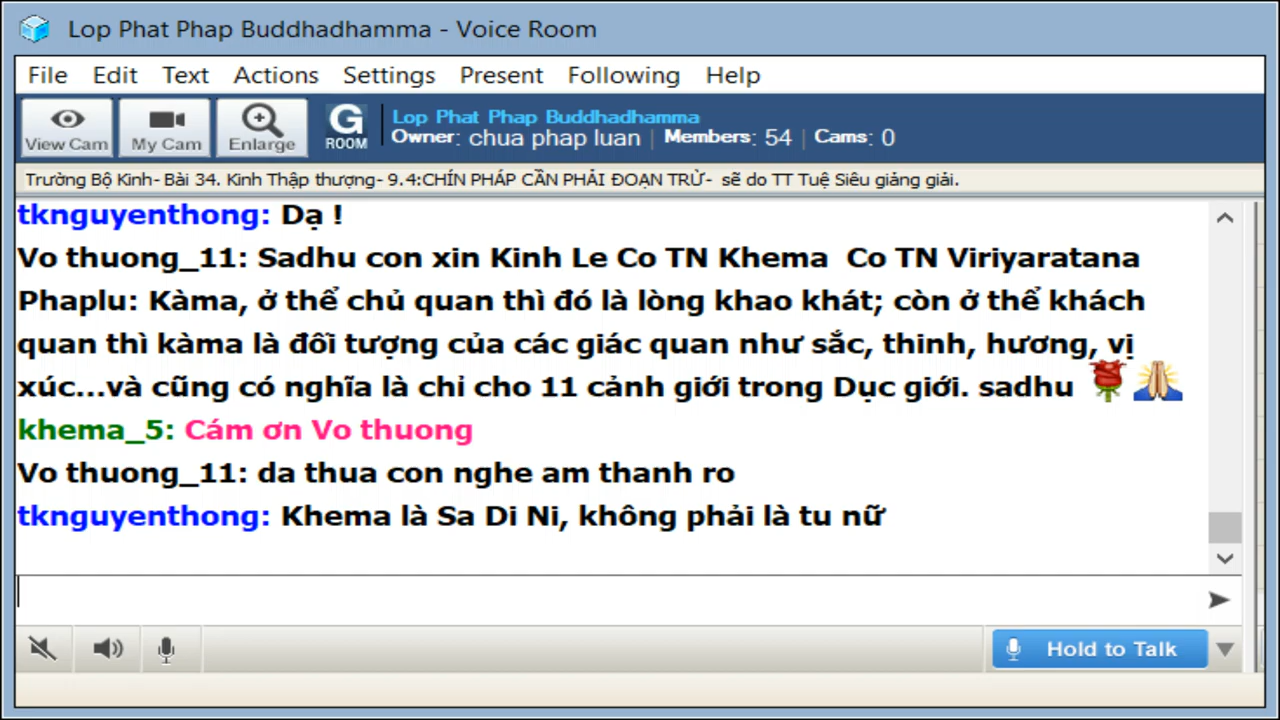 Lop Phat Phap Buddhadhamma - Voice Room
File Edit Text Actions Settings Present Following Help
View Cam My Cam Enlarge G ROOM Lop Phat Phap Buddhadhamma
Owner: chua phap luan | Members: 54 | Cams: 0
Trường Bộ Kinh- Bài 34. Kinh Thập thượng- 9.4:CHÍN PHÁP CẦN PHẢI ĐOẠN TRỪ- sẽ do TT Tuệ Siêu giảng giải.
tknguyenthong: Dạ !
Vo thuong_11: Sadhu con xin Kinh Le Co TN Khema Co TN Viriyaratana
Phaplu: Kàma, ở thể chủ quan thì đó là lòng khao khát; còn ở thể khách
quan thì kàma là đối tượng của các giác quan như sắc, thinh, hương, vị
xúc...và cũng có nghĩa là chỉ cho 11 cảnh giới trong Dục giới. sadhu 🌹🙏
khema_5: Cám ơn Vo thuong
Vo thuong_11: da thua con nghe am thanh ro
tknguyenthong: Khema là Sa Di Ni, không phải là tu nữ
Hold to Talk